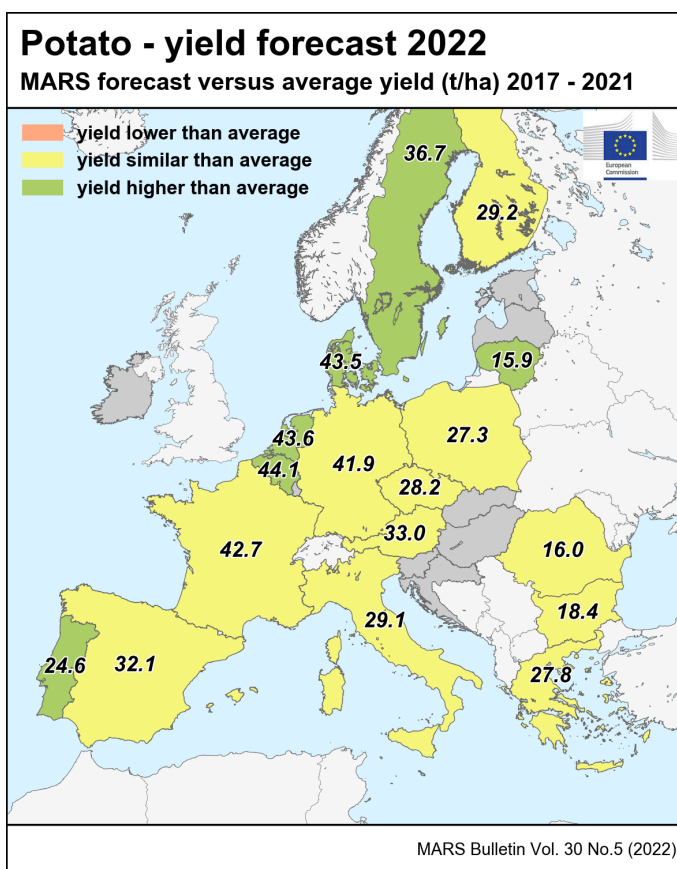 Potato - yield forecast 2022
MARS forecast versus average yield (t/ha) 2017 - 2021
yield lower than average
yield similar than average
yield higher than average
European
Commission
36.7
29.2
43.5
15.9
43.6
44.1
41.9
27.3
28.2
33.0
42.7
16.0
29.1
18.4
24.6
32.1
27.8
MARS Bulletin Vol. 30 No.5 (2022)